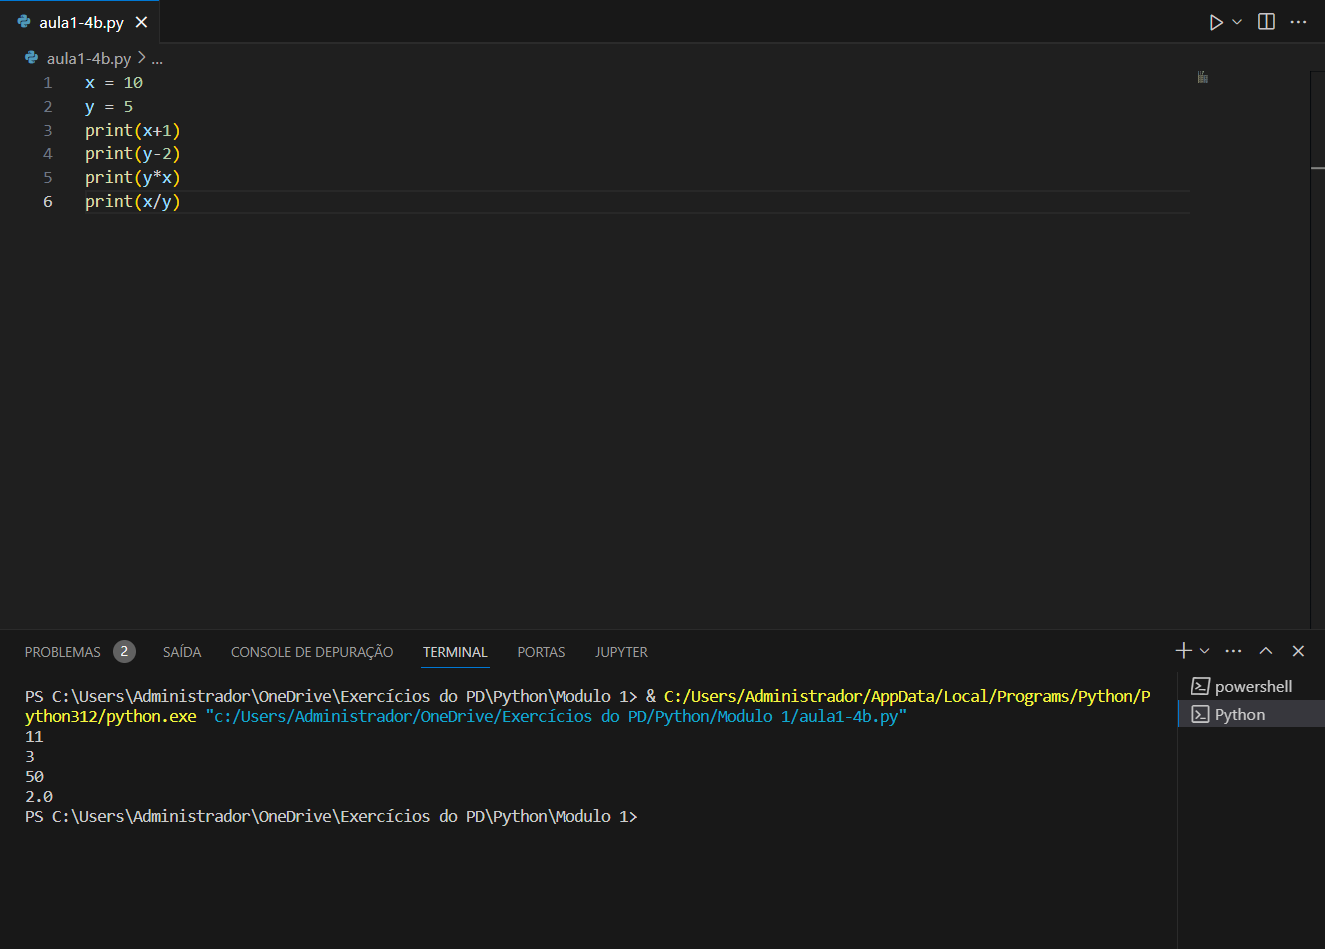 aula1-4b.py
aula1-4b.py > ...
1 x = 10
2 y = 5
3 print(x+1)
4 print(y-2)
5 print(y*x)
6 print(x/y)
PROBLEMAS 2 SAÍDA CONSOLE DE DEPURAÇÃO TERMINAL PORTAS JUPYTER
PS C:\Users\Administrador\OneDrive\Exercícios do PD\Python\Modulo 1> & C:/Users/Administrador/AppData/Local/Programs/Python/P
ython312/python.exe "c:/Users/Administrador/OneDrive/Exercícios do PD/Python/Modulo 1/aula1-4b.py"
11
3
50
2.0
PS C:\Users\Administrador\OneDrive\Exercícios do PD\Python\Modulo 1>
powershell
Python